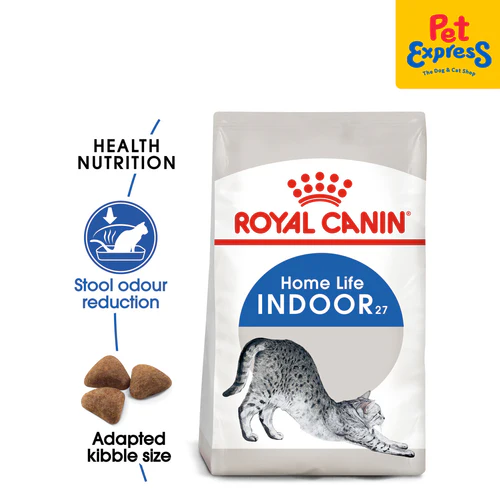 Pet
Express
The Dog & Cat Shop
HEALTH
NUTRITION
Stool odour
reduction
Adapted
kibble size
ROYAL CANIN
Home Life
INDOOR 27